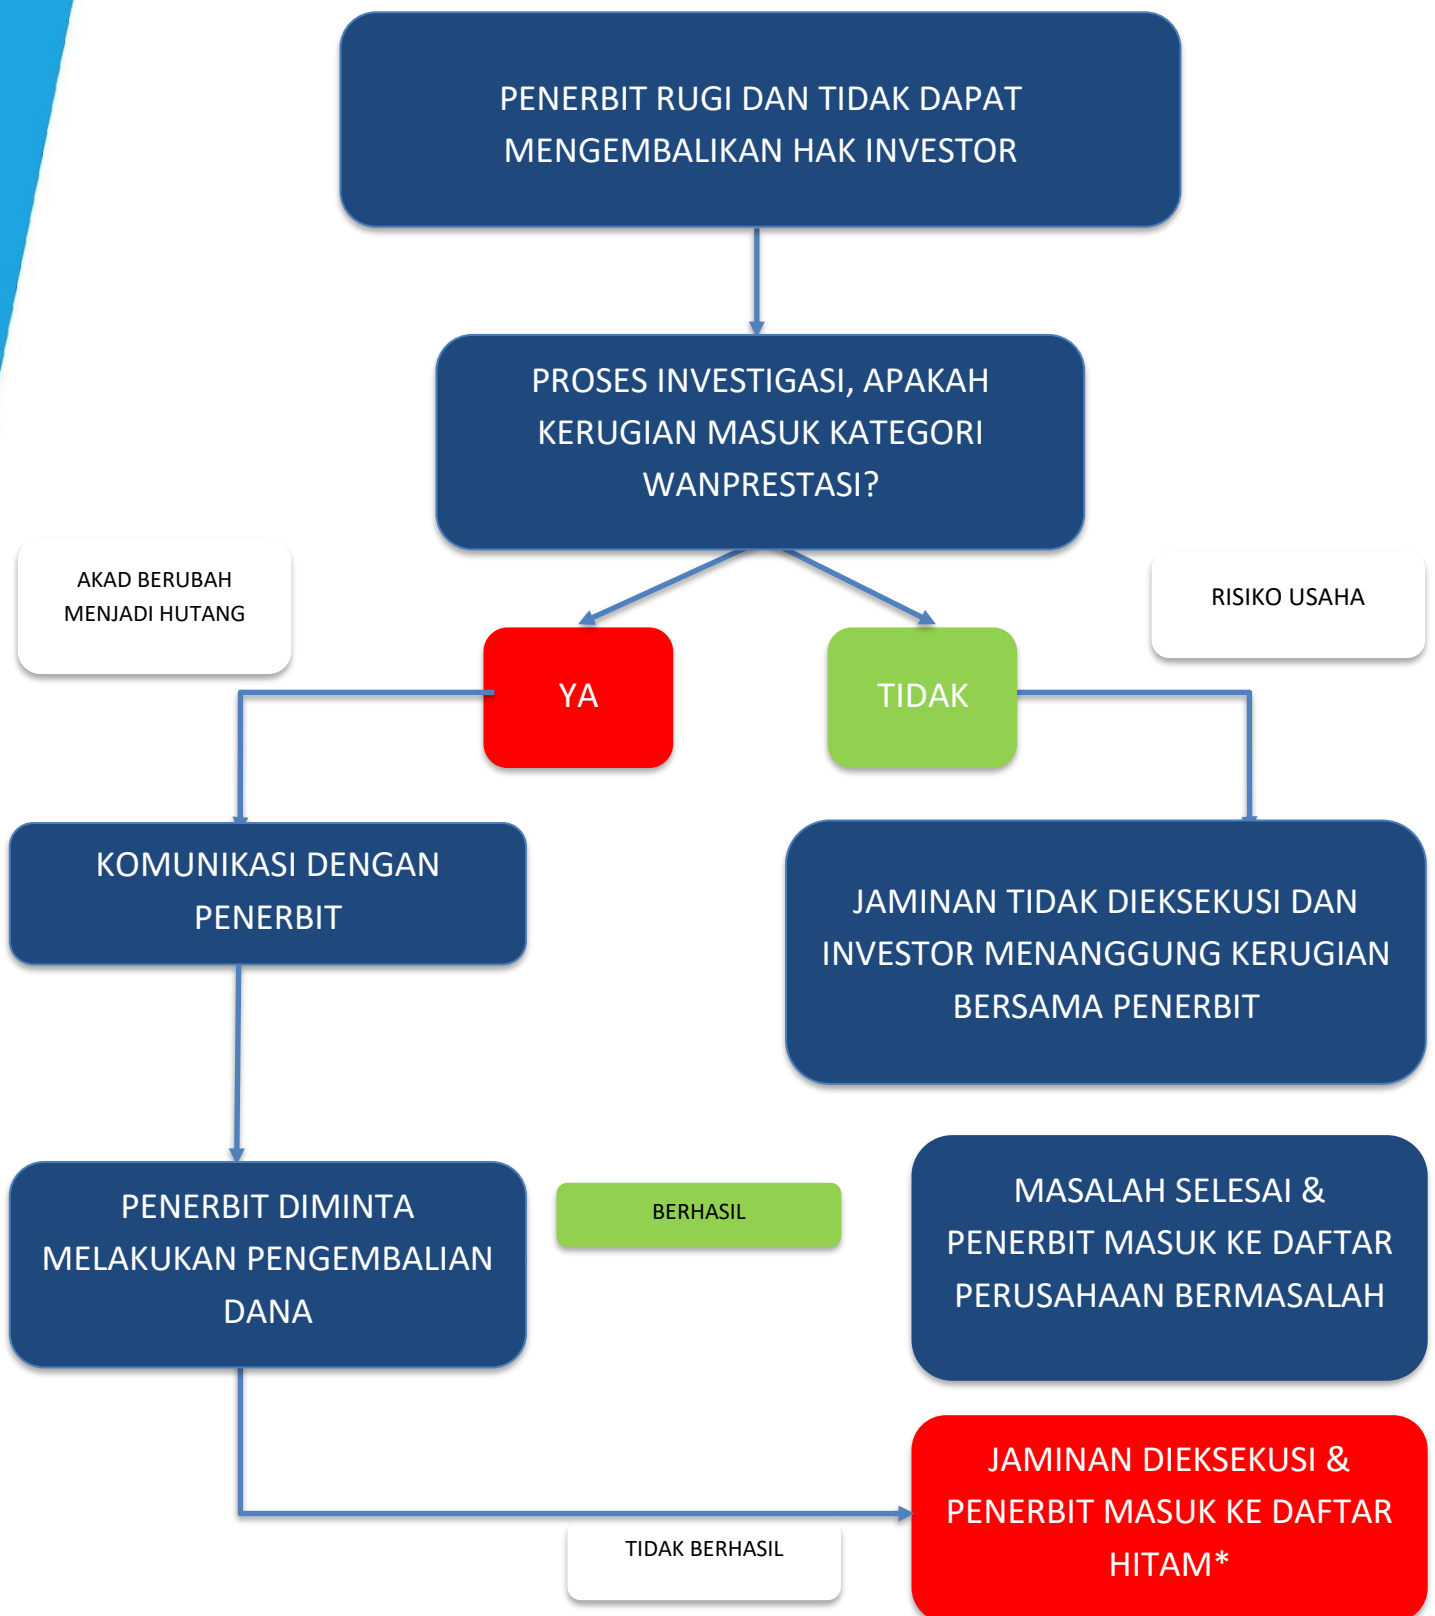 PENERBIT RUGI DAN TIDAK DAPAT
MENGEMBALIKAN HAK INVESTOR
PROSES INVESTIGASI, APAKAH
KERUGIAN MASUK KATEGORI
WANPRESTASI?
AKAD BERUBAH
MENJADI HUTANG
RISIKO USAHA
YA
TIDAK
KOMUNIKASI DENGAN
PENERBIT
JAMINAN TIDAK DIEKSEKUSI DAN
INVESTOR MENANGGUNG KERUGIAN
BERSAMA PENERBIT
PENERBIT DIMINTA
MELAKUKAN PENGEMBALIAN
DANA
BERHASIL
MASALAH SELESAI &
PENERBIT MASUK KE DAFTAR
PERUSAHAAN BERMASALAH
TIDAK BERHASIL
JAMINAN DIEKSEKUSI &
PENERBIT MASUK KE DAFTAR
HITAM*